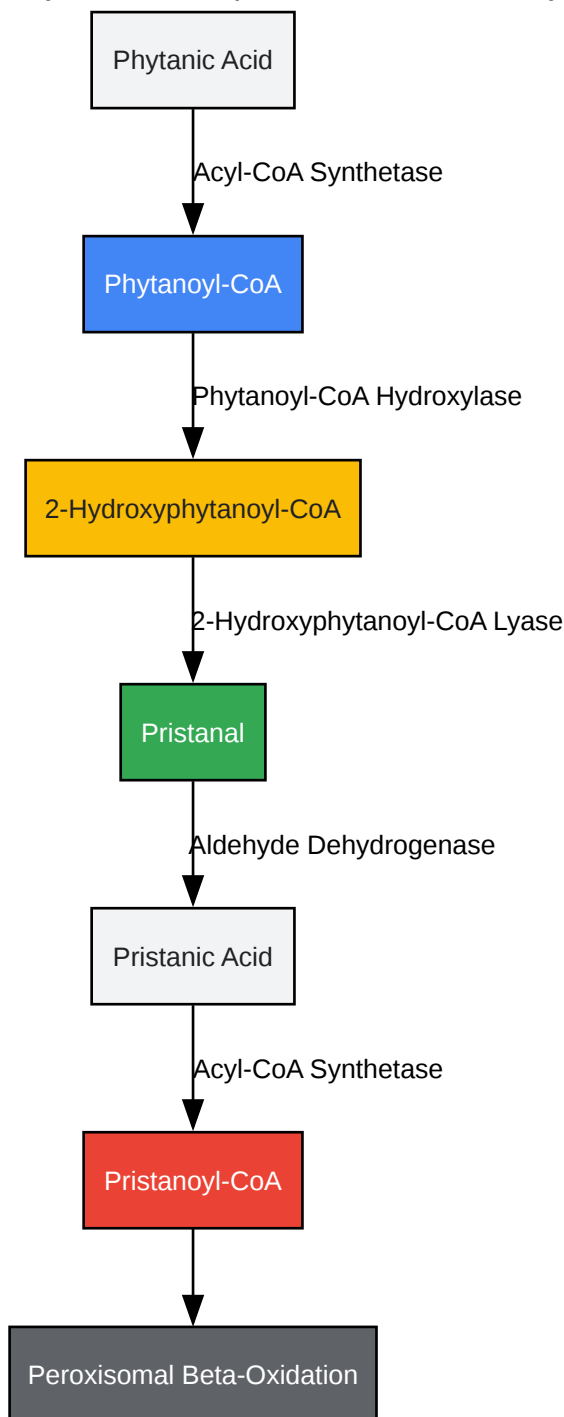 Phytanic Acid
Acyl-CoA Synthetase
Phytanoyl-CoA
Phytanoyl-CoA Hydroxylase
2-Hydroxyphytanoyl-CoA
2-Hydroxyphytanoyl-CoA Lyase
Pristanal
Aldehyde Dehydrogenase
Pristanic Acid
Acyl-CoA Synthetase
Pristanoyl-CoA
Peroxisomal Beta-Oxidation